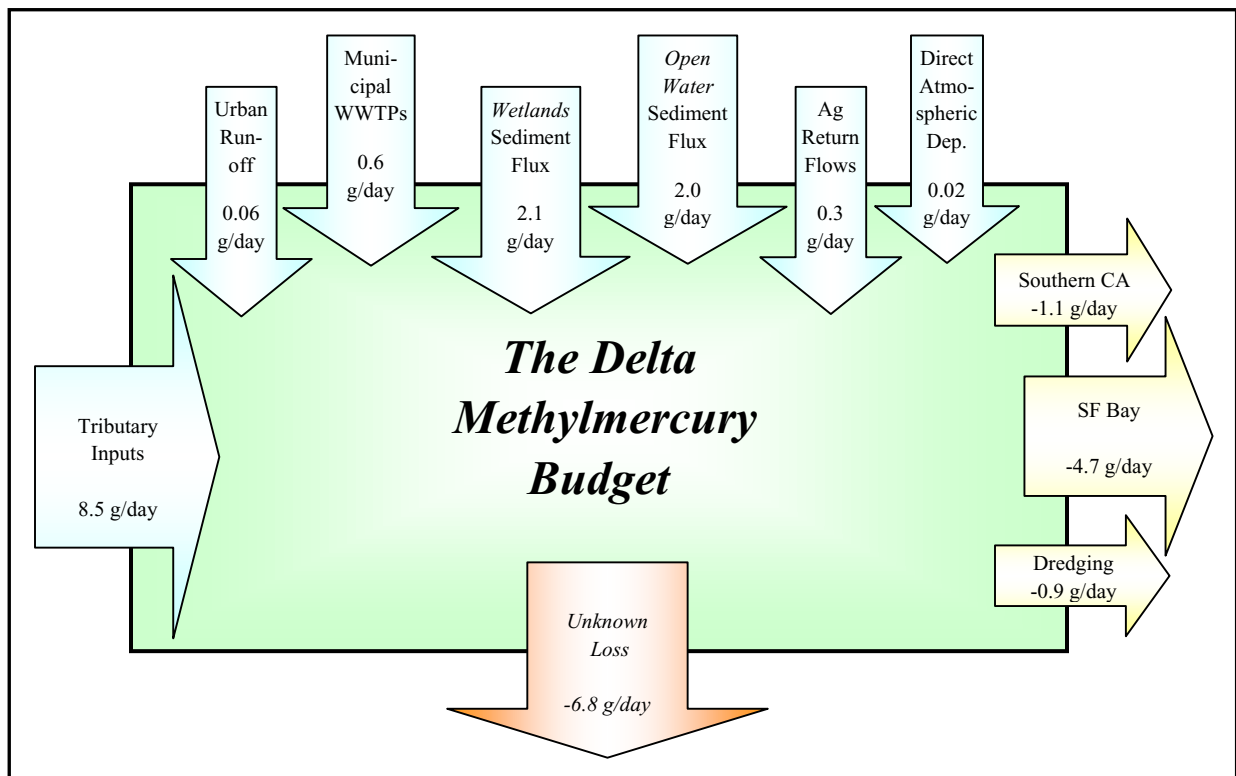 Urban
Run-
off
0.06
g/day
Muni-
cipal
WWTPs
0.6
g/day
Wetlands
Sediment
Flux
2.1
g/day
Open
Water
Sediment
Flux
2.0
g/day
Ag
Return
Flows
0.3
g/day
Direct
Atmo-
spheric
Dep.
0.02
g/day
Southern CA
-1.1 g/day
SF Bay
-4.7 g/day
Dredging
-0.9 g/day
Tributary
Inputs
8.5 g/day
The Delta
Methylmercury
Budget
Unknown
Loss
-6.8 g/day